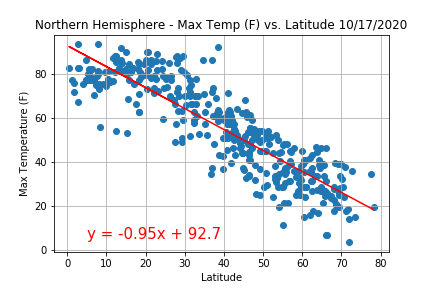 Northern Hemisphere - Max Temp (F) vs. Latitude 10/17/2020
Max Temperature (F)
80
60
40
20
0
y = -0.95x + 92.7
0 10 20 30 40 50 60 70 80
Latitude